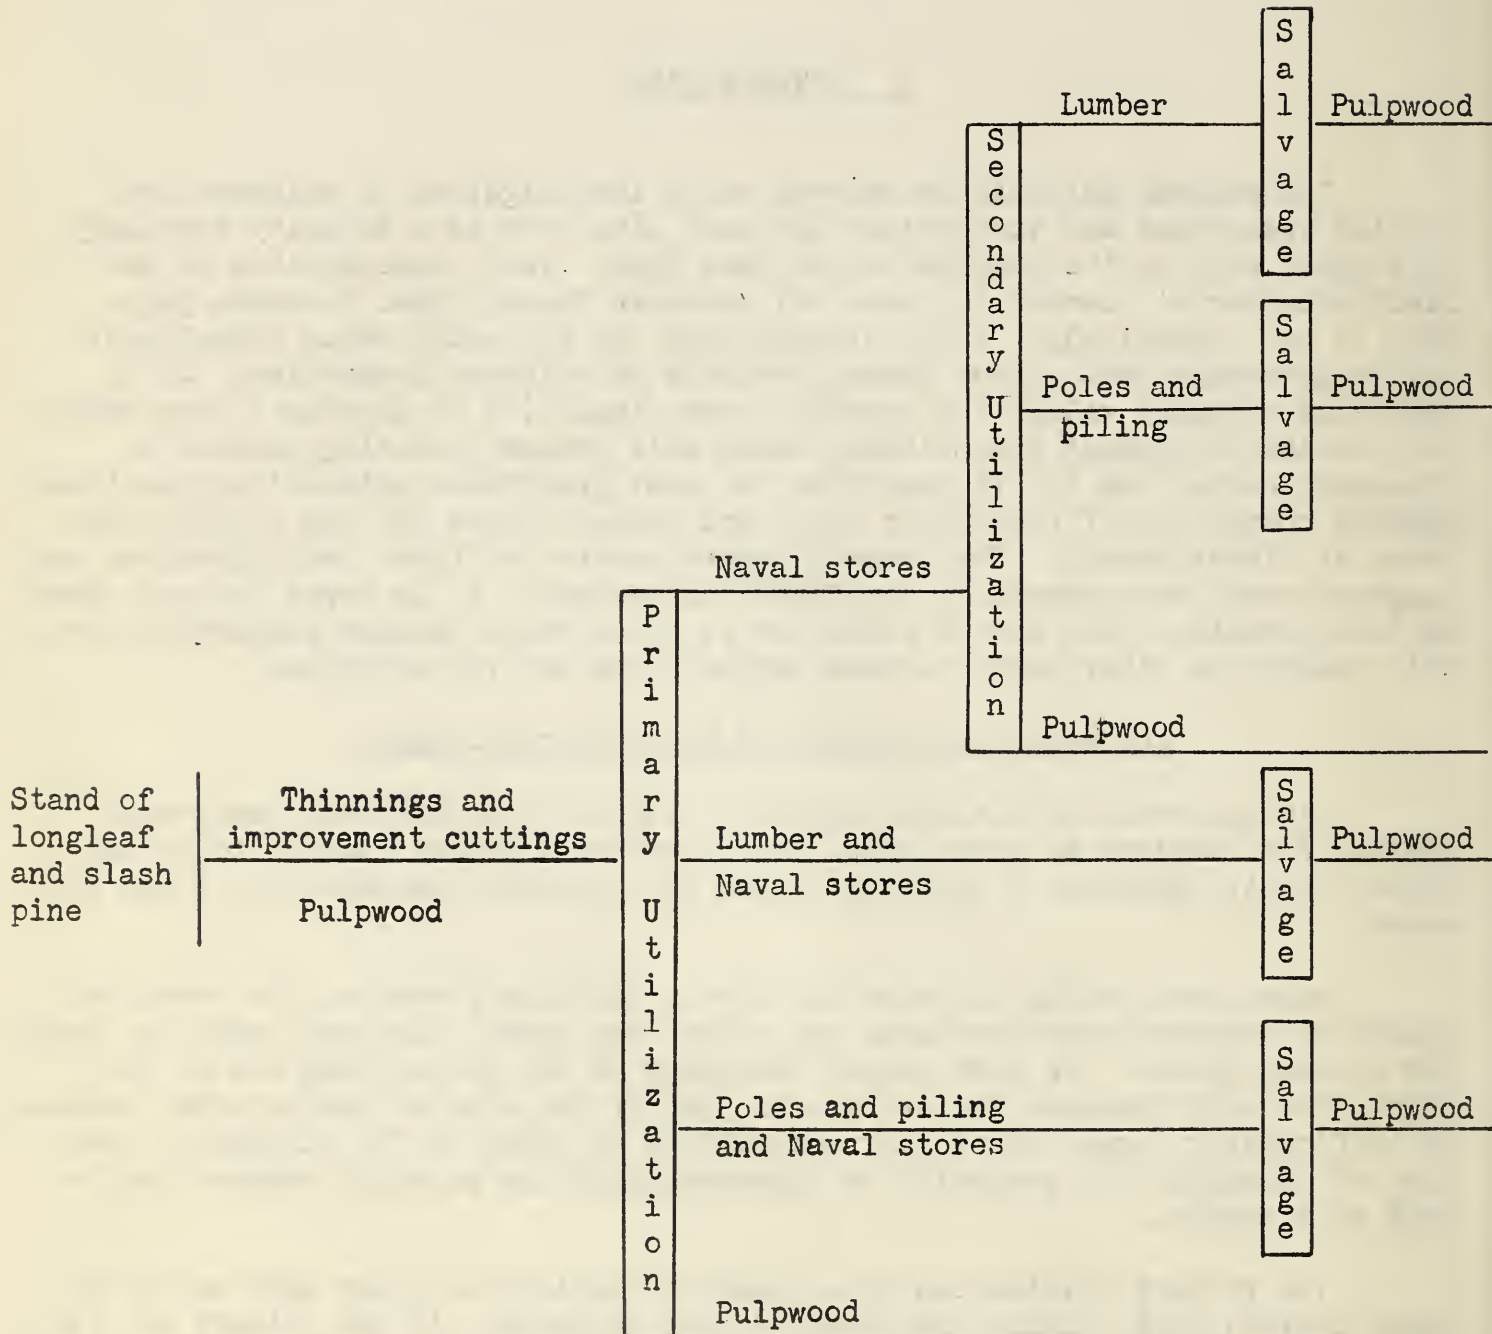 Stand of
longleaf
and slash
pine
Thinnings and
improvement cuttings
Pulpwood
Primary Utilization
Naval stores
Secondary Utilization
Lumber
Salvage
Pulpwood
Poles and
piling
Salvage
Pulpwood
Pulpwood
Lumber and
Naval stores
Salvage
Pulpwood
Poles and piling
and Naval stores
Salvage
Pulpwood
Pulpwood